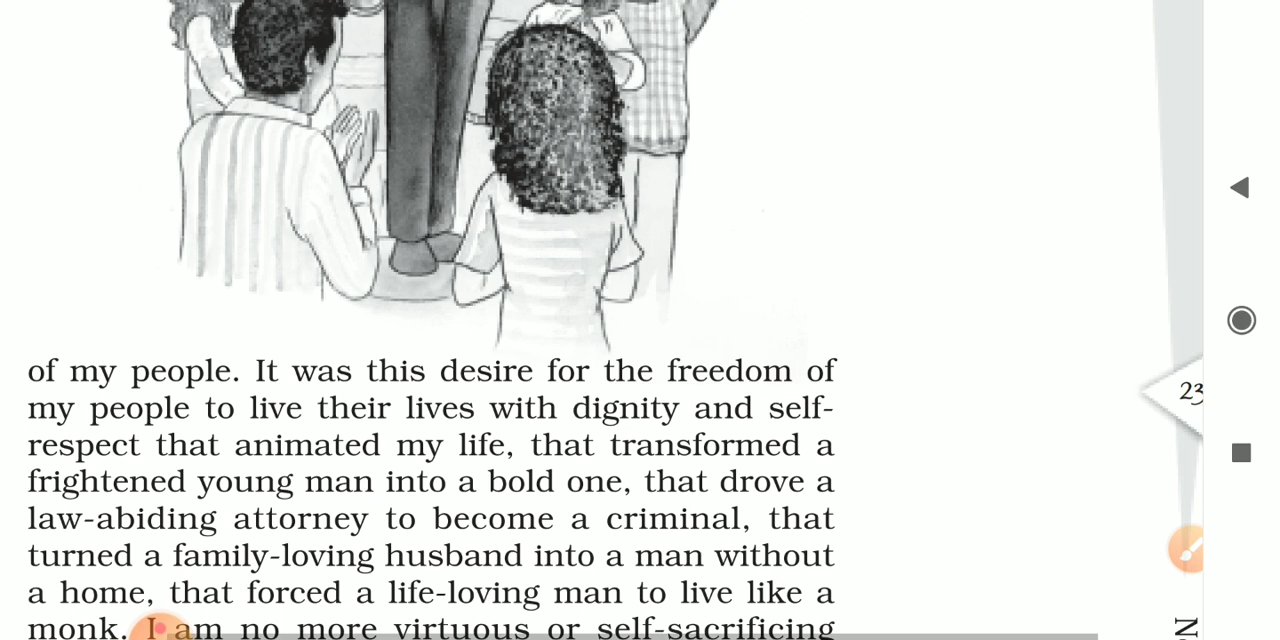 of my people. It was this desire for the freedom of
my people to live their lives with dignity and self-
respect that animated my life, that transformed a
frightened young man into a bold one, that drove a
law-abiding attorney to become a criminal, that
turned a family-loving husband into a man without
a home, that forced a life-loving man to live like a
monk. I am no more virtuous or self-sacrificing
23
EN